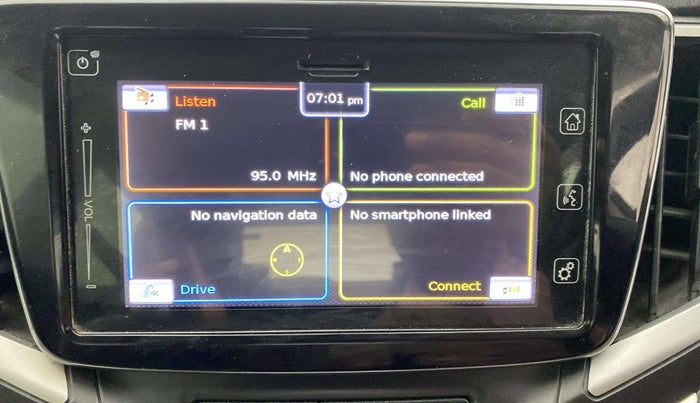 Listen
07:01 pm
Call
FM 1
95.0 MHz
No phone connected
No navigation data
No smartphone linked
Drive
Connect
+
VOL
-